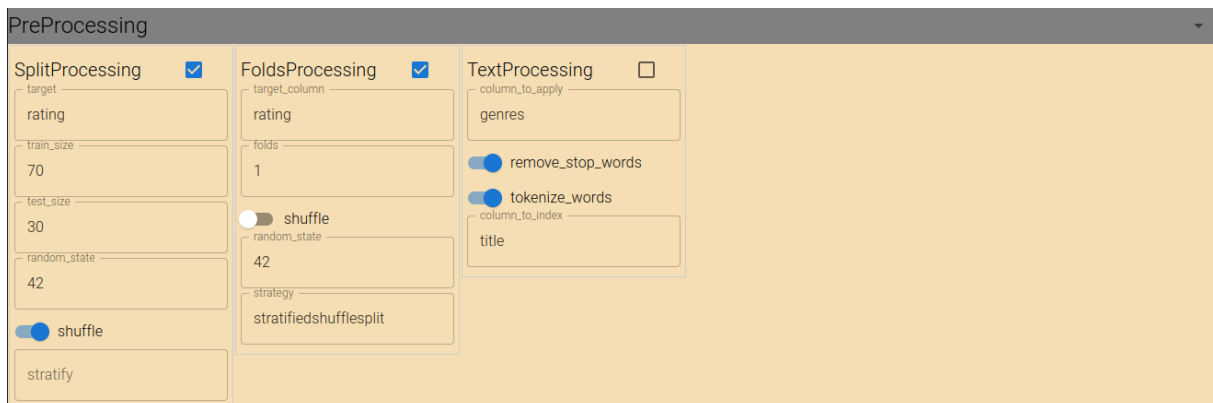 PreProcessing
SplitProcessing
target
rating
train_size
70
test_size
30
random_state
42
shuffle
stratify
FoldsProcessing
target_column
rating
folds
1
shuffle
random_state
42
strategy
stratifiedshufflesplit
TextProcessing
column_to_apply
genres
remove_stop_words
tokenize_words
column_to_index
title